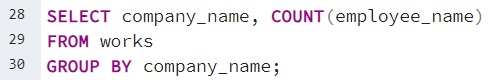 28 SELECT company_name, COUNT(employee_name)
29 FROM works
30 GROUP BY company_name;